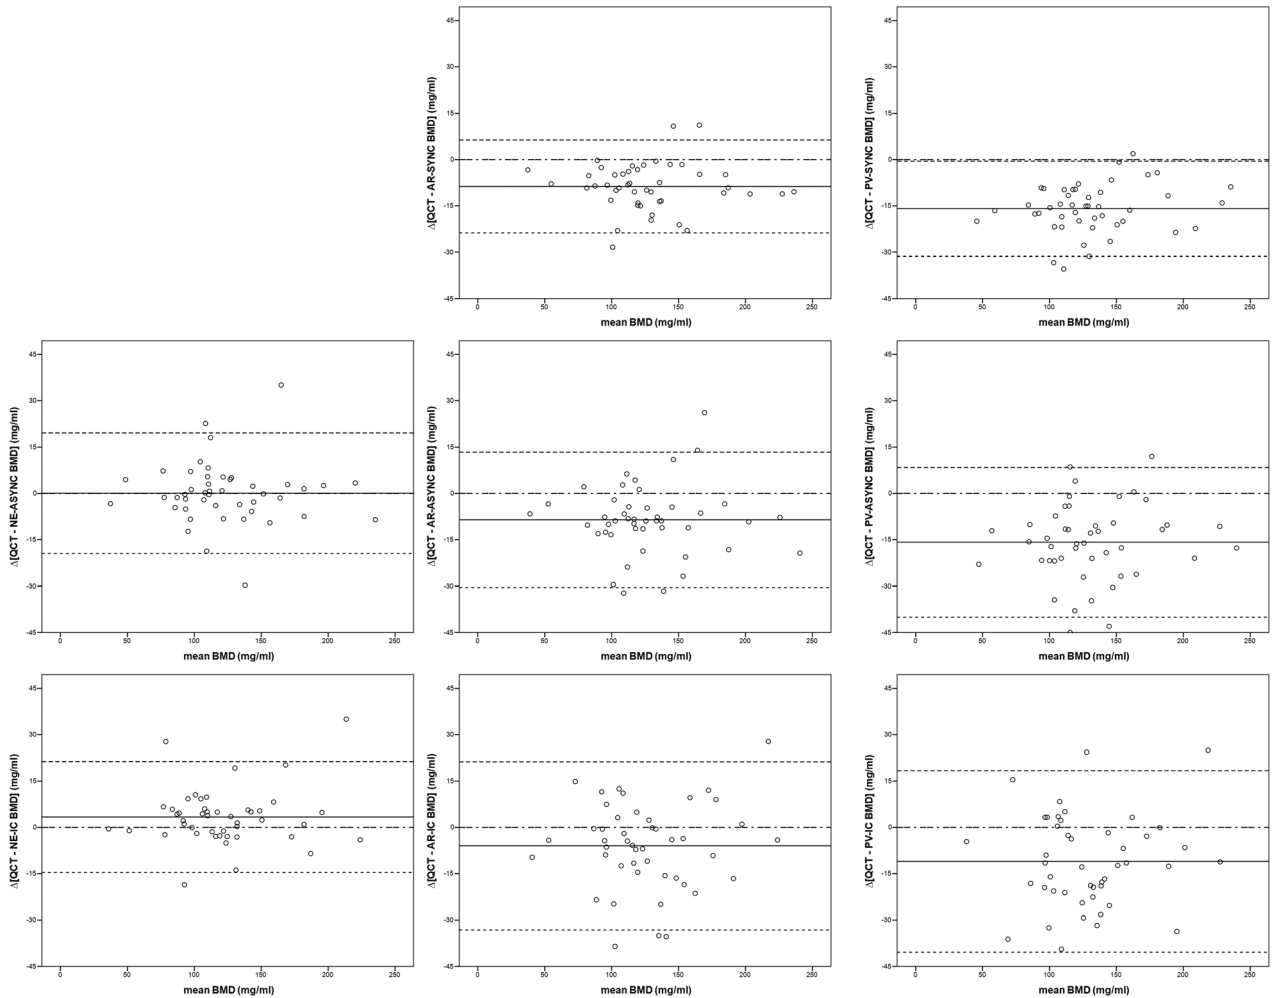 Δ[QCT - AR-SYNC BMD] (mg/ml)
45
30
15
0
-15
-30
-45
0 50 100 150 200 250
mean BMD (mg/ml)
Δ[QCT - PV-SYNC BMD] (mg/ml)
45
30
15
0
-15
-30
-45
0 50 100 150 200 250
mean BMD (mg/ml)
Δ[QCT - NE-ASYNC BMD] (mg/ml)
45
30
15
0
-15
-30
-45
0 50 100 150 200 250
mean BMD (mg/ml)
Δ[QCT - AR-ASYNC BMD] (mg/ml)
45
30
15
0
-15
-30
-45
0 50 100 150 200 250
mean BMD (mg/ml)
Δ[QCT - PV-ASYNC BMD] (mg/ml)
45
30
15
0
-15
-30
-45
0 50 100 150 200 250
mean BMD (mg/ml)
Δ[QCT - NE-IC BMD] (mg/ml)
45
30
15
0
-15
-30
-45
0 50 100 150 200 250
mean BMD (mg/ml)
Δ[QCT - AR-IC BMD] (mg/ml)
45
30
15
0
-15
-30
-45
0 50 100 150 200 250
mean BMD (mg/ml)
Δ[QCT - PV-IC BMD] (mg/ml)
45
30
15
0
-15
-30
-45
0 50 100 150 200 250
mean BMD (mg/ml)